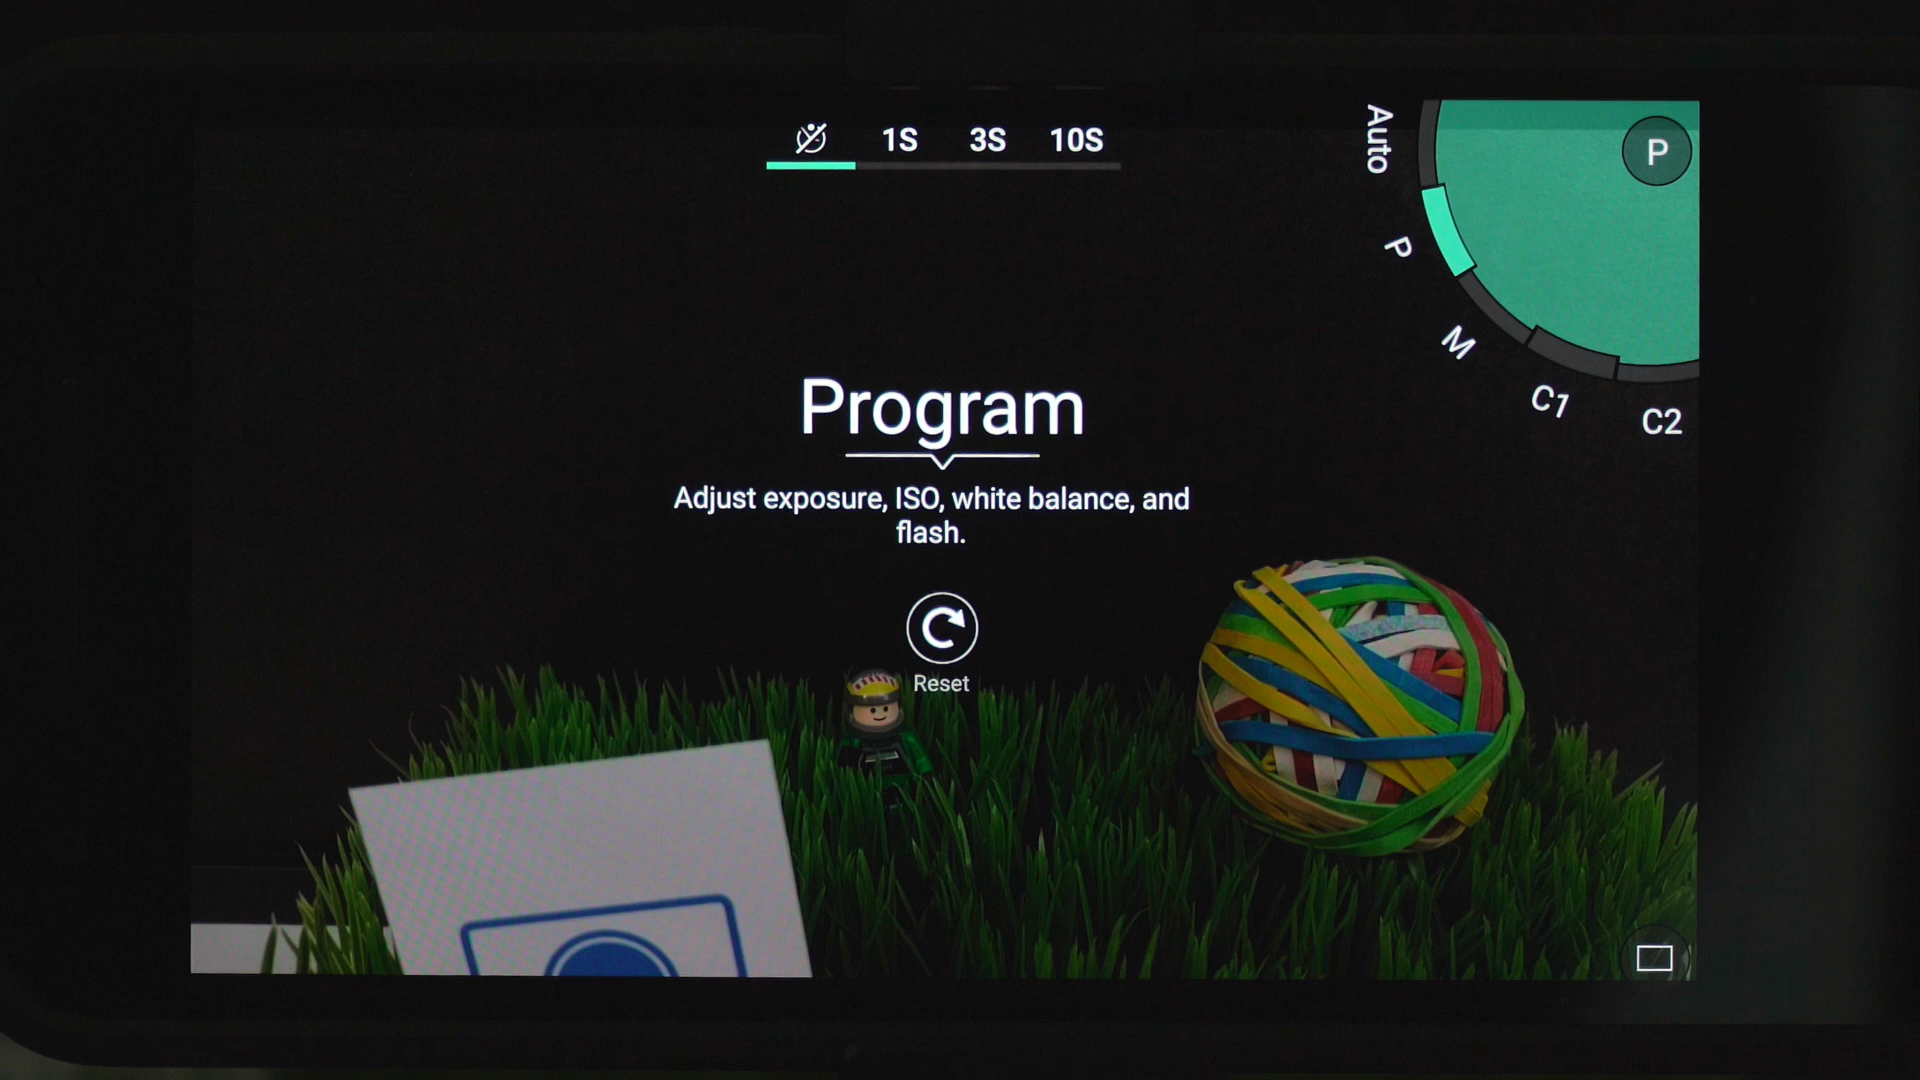 1S 3S 10S
Auto
P
P
M
C1
C2
Program
Adjust exposure, ISO, white balance, and
flash.
Reset